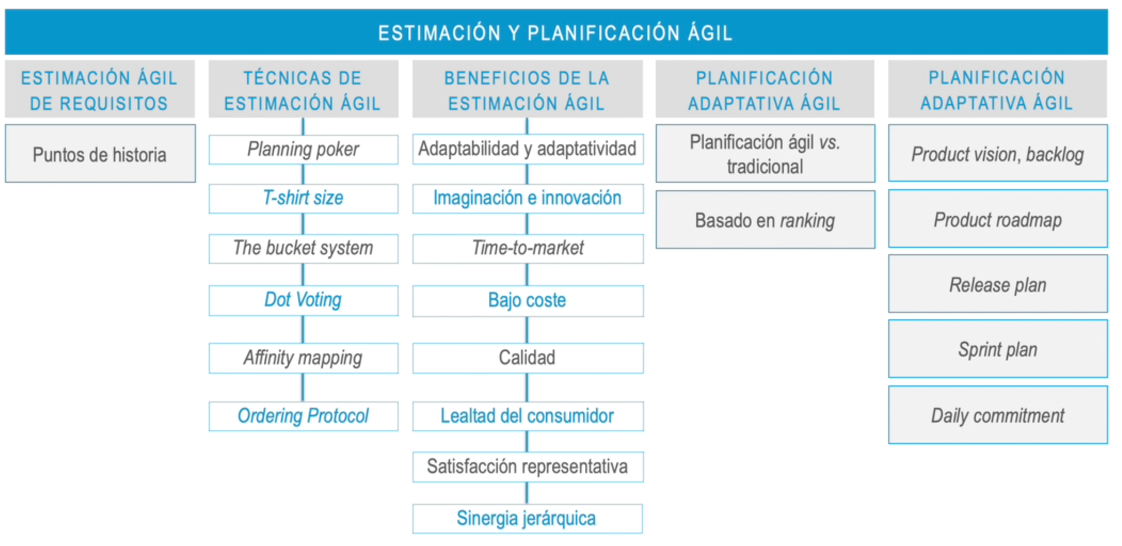 ESTIMACIÓN Y PLANIFICACIÓN ÁGIL
ESTIMACIÓN ÁGIL
DE REQUISITOS
Puntos de historia
TÉCNICAS DE
ESTIMACIÓN ÁGIL
Planning poker
T-shirt size
The bucket system
Dot Voting
Affinity mapping
Ordering Protocol
BENEFICIOS DE LA
ESTIMACIÓN ÁGIL
Adaptabilidad y adaptatividad
Imaginación e innovación
Time-to-market
Bajo coste
Calidad
Lealtad del consumidor
Satisfacción representativa
Sinergia jerárquica
PLANIFICACIÓN
ADAPTATIVA ÁGIL
Planificación ágil vs.
tradicional
Basado en ranking
PLANIFICACIÓN
ADAPTATIVA ÁGIL
Product vision, backlog
Product roadmap
Release plan
Sprint plan
Daily commitment